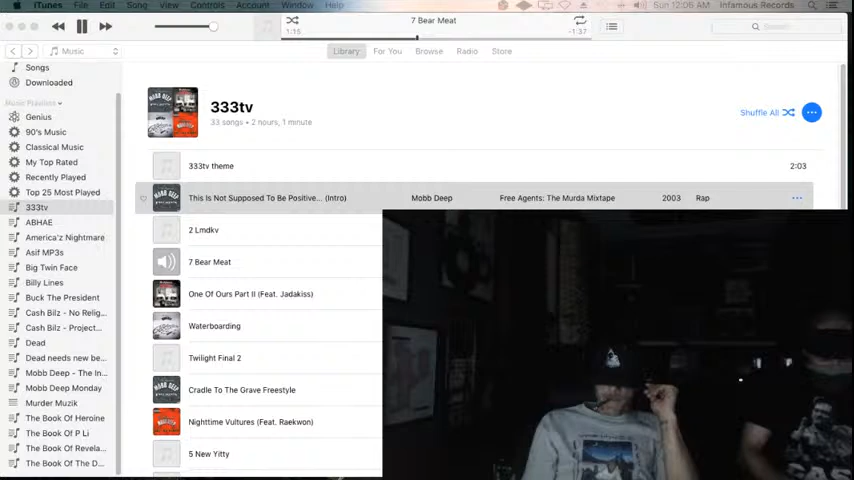 iTunes File Edit Song View Controls Account Window Help Sun 12:06 AM Infamous Records
7 Bear Meat
1:15 -1:37
Search
Music Library For You Browse Radio Store
Songs
Downloaded
Music Playlists
Genius
90's Music
Classical Music
My Top Rated
Recently Played
Top 25 Most Played
333tv
ABHAE
America'z Nightmare
Asif MP3s
Big Twin Face
Billy Lines
Buck The President
Cash Bilz - No Relig...
Cash Bilz - Project...
Dead
Dead needs new be...
Mobb Deep - The In...
Mobb Deep Monday
Murder Muzik
The Book Of Heroine
The Book Of P Li
The Book Of Revela...
The Book Of The D...
333tv
33 songs • 2 hours, 1 minute
Shuffle All
333tv theme 2:03
This Is Not Supposed To Be Positive... (Intro) Mobb Deep Free Agents: The Murda Mixtape 2003 Rap
2 Lmdkv
7 Bear Meat
One Of Ours Part II (Feat. Jadakiss)
Waterboarding
Twilight Final 2
Cradle To The Grave Freestyle
Nighttime Vultures (Feat. Raekwon)
5 New Yitty